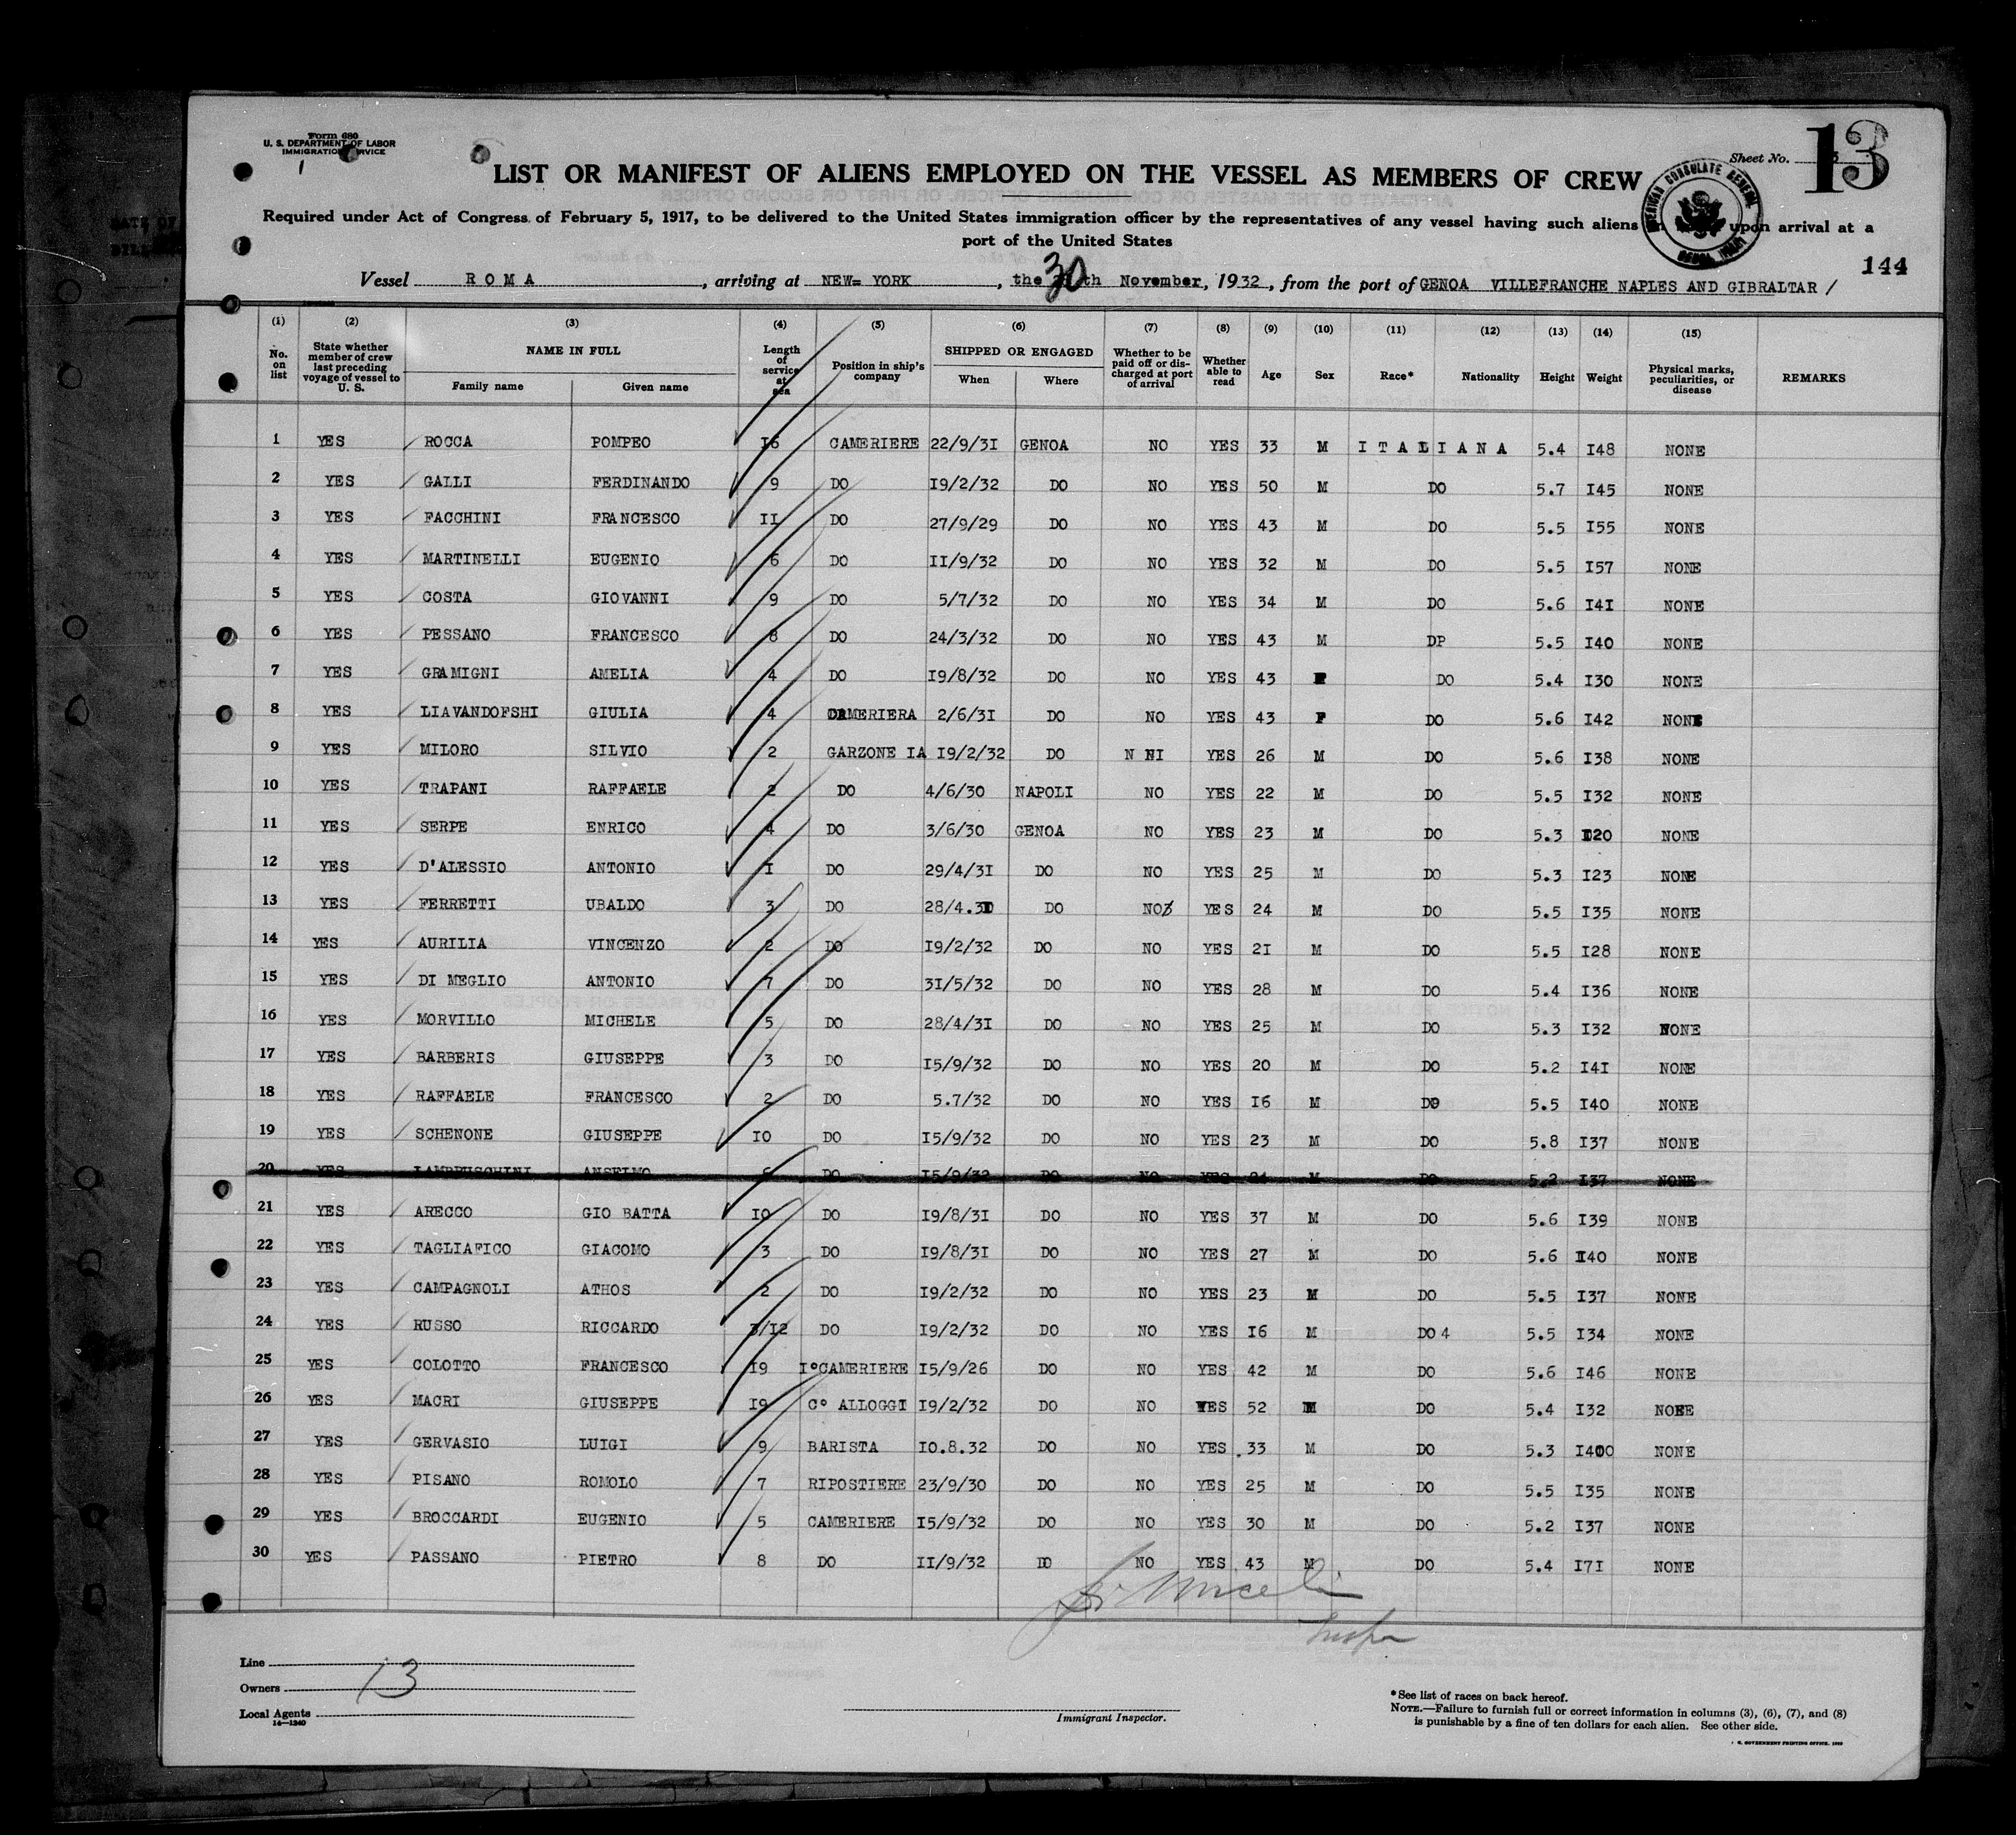 Form 680
U. S. DEPARTMENT OF LABOR
IMMIGRATION SERVICE
Sheet No. 13
LIST OR MANIFEST OF ALIENS EMPLOYED ON THE VESSEL AS MEMBERS OF CREW
Required under Act of Congress of February 5, 1917, to be delivered to the United States immigration officer by the representatives of any vessel having such aliens upon arrival at a
port of the United States
AMERICAN CONSULATE GENERAL
144
Vessel ROMA, arriving at NEW= YORK, the 30th November, 1932, from the port of GENOA VILLEFRANCHE NAPLES AND GIBRALTAR /
(1) (2) (3) (4) (5) (6) (7) (8) (9) (10) (11) (12) (13) (14) (15)
No. on list | State whether member of crew last preceding voyage of vessel to U. S. | NAME IN FULL Family name Given name | Length of service at sea | Position in ship's company | SHIPPED OR ENGAGED When Where | Whether to be paid off or discharged at port of arrival | Whether able to read | Age | Sex | Race* | Nationality | Height | Weight | Physical marks, peculiarities, or disease | REMARKS
1 YES ROCCA POMPEO 16 CAMERIERE 22/9/31 GENOA NO YES 33 M ITALIANA 5.4 148 NONE
2 YES GALLI FERDINANDO 9 DO 19/2/32 DO NO YES 50 M DO 5.7 145 NONE
3 YES FACCHINI FRANCESCO 11 DO 27/9/29 DO NO YES 43 M DO 5.5 155 NONE
4 YES MARTINELLI EUGENIO 6 DO 11/9/32 DO NO YES 32 M DO 5.5 157 NONE
5 YES COSTA GIOVANNI 9 DO 5/7/32 DO NO YES 34 M DO 5.6 141 NONE
6 YES PESSANO FRANCESCO 8 DO 24/3/32 DO NO YES 43 M DP 5.5 140 NONE
7 YES GRAMIGNI AMELIA 4 DO 19/8/32 DO NO YES 43 F DO 5.4 130 NONE
8 YES LIAVANDOFSHI GIULIA 4 CAMERIERA 2/6/31 DO NO YES 43 F DO 5.6 142 NONE
9 YES MILORO SILVIO 2 GARZONE IA 19/2/32 DO YES 26 M DO 5.6 138 NONE
10 YES TRAPANI RAFFAELE 2 DO 4/6/30 NAPOLI NO YES 22 M DO 5.5 132 NONE
11 YES SERPE ENRICO 4 DO 3/6/30 GENOA NO YES 23 M DO 5.3 120 NONE
12 YES D'ALESSIO ANTONIO 1 DO 29/4/31 DO NO YES 25 M DO 5.3 123 NONE
13 YES FERRETTI UBALDO 3 DO DO NO YES 24 M DO 5.5 135 NONE
14 YES AURILIA VINCENZO 2 DO 19/2/32 DO NO YES 21 M DO 5.5 128 NONE
15 YES DI MEGLIO ANTONIO 7 DO 31/5/32 DO NO YES 28 M DO 5.4 136 NONE
16 YES MORVILLO MICHELE 5 DO 28/4/31 DO NO YES 25 M DO 5.3 132 NONE
17 YES BARBERIS GIUSEPPE 3 DO 15/9/32 DO NO YES 20 M DO 5.2 141 NONE
18 YES RAFFAELE FRANCESCO 2 DO 5.7/32 DO NO YES 16 M DO 5.5 140 NONE
19 YES SCHENONE GIUSEPPE 10 DO 15/9/32 DO NO YES 23 M DO 5.8 137 NONE
20 YES LAMBRUSCHINI ANSELMO 6 DO 15/9/32 DO NO YES 24 M DO 5.2 137 NONE
21 YES ARECCO GIO BATTA 10 DO 19/8/31 DO NO YES 37 M DO 5.6 139 NONE
22 YES TAGLIAFICO GIACOMO 3 DO 19/8/31 DO NO YES 27 M DO 5.6 140 NONE
23 YES CAMPAGNOLI ATHOS 2 DO 19/2/32 DO NO YES 23 M DO 5.5 137 NONE
24 YES RUSSO RICCARDO 3/12 DO 19/2/32 DO NO YES 16 M DO 4 5.5 134 NONE
25 YES COLOTTO FRANCESCO 19 I°CAMERIERE 15/9/26 DO NO YES 42 M DO 5.6 146 NONE
26 YES MACRI GIUSEPPE 19 C° ALLOGGI 19/2/32 DO NO YES 52 M DO 5.4 132 NONE
27 YES GERVASIO LUIGI 9 BARISTA 10.8.32 DO NO YES 33 M DO 5.3 1400 NONE
28 YES PISANO ROMOLO 7 RIPOSTIERE 23/9/30 DO NO YES 25 M DO 5.5 135 NONE
29 YES BROCCARDI EUGENIO 5 CAMERIERE 15/9/32 DO NO YES 30 M DO 5.2 137 NONE
30 YES PASSANO PIETRO 8 DO 11/9/32 DO NO YES 43 M DO 5.4 171 NONE
Line
Owners 13
Local Agents
14—1240
Immigrant Inspector.
*See list of races on back hereof.
NOTE.—Failure to furnish full or correct information in columns (3), (6), (7), and (8)
is punishable by a fine of ten dollars for each alien. See other side.
U. S. GOVERNMENT PRINTING OFFICE.